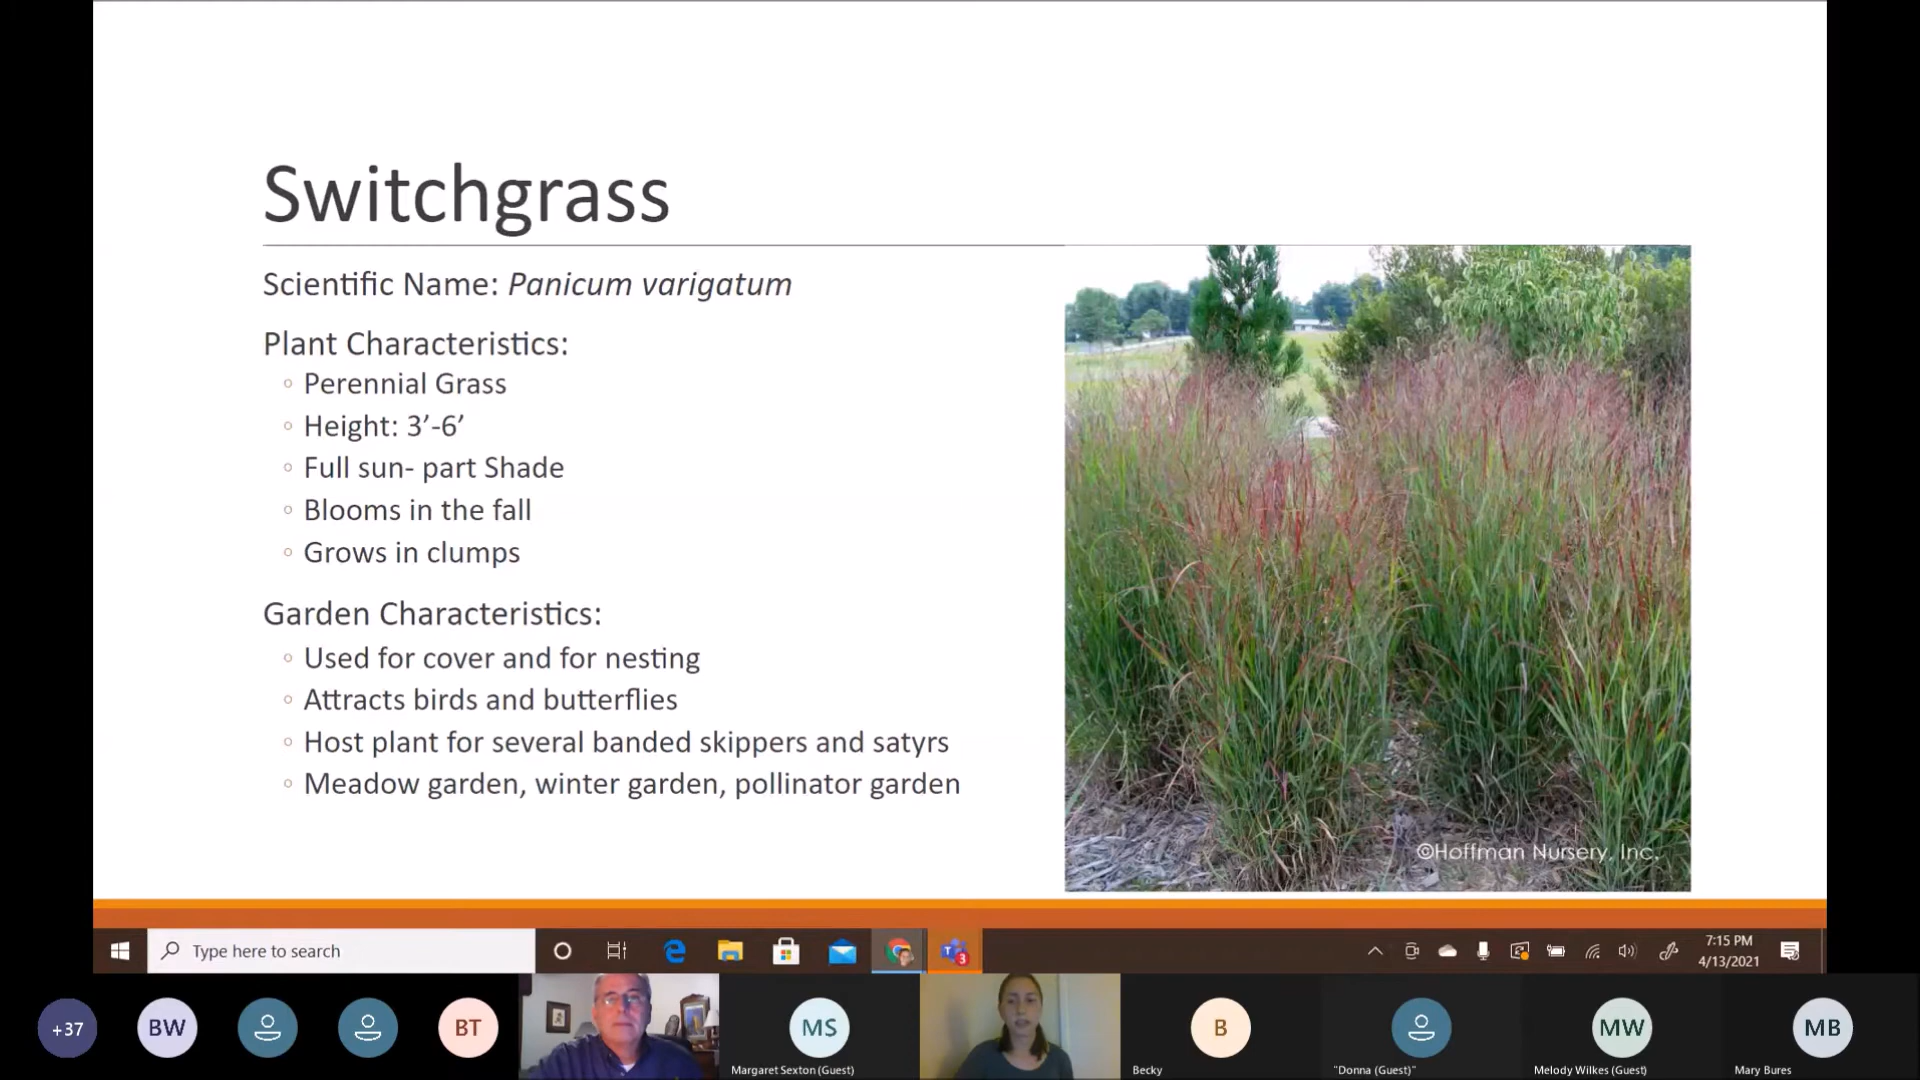 Switchgrass
Scientific Name: Panicum varigatum
Plant Characteristics:
◦ Perennial Grass
◦ Height: 3’-6’
◦ Full sun- part Shade
◦ Blooms in the fall
◦ Grows in clumps
Garden Characteristics:
◦ Used for cover and for nesting
◦ Attracts birds and butterflies
◦ Host plant for several banded skippers and satyrs
◦ Meadow garden, winter garden, pollinator garden
©Hoffman Nursery, Inc.
Type here to search
T 3
7:15 PM
4/13/2021
+37
BW
BT
MS
Margaret Sexton (Guest)
B
Becky
"Donna (Guest)"
MW
Melody Wilkes (Guest)
MB
Mary Bures